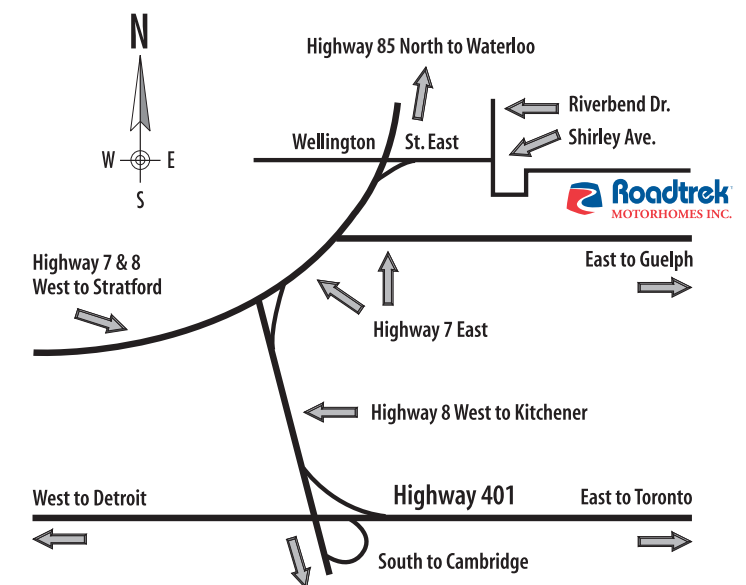 N
W E
S
Highway 85 North to Waterloo
Riverbend Dr.
Shirley Ave.
Wellington St. East
Roadtrek
MOTORHOMES INC.
Highway 7 & 8
West to Stratford
East to Guelph
Highway 7 East
Highway 8 West to Kitchener
West to Detroit
Highway 401
East to Toronto
South to Cambridge